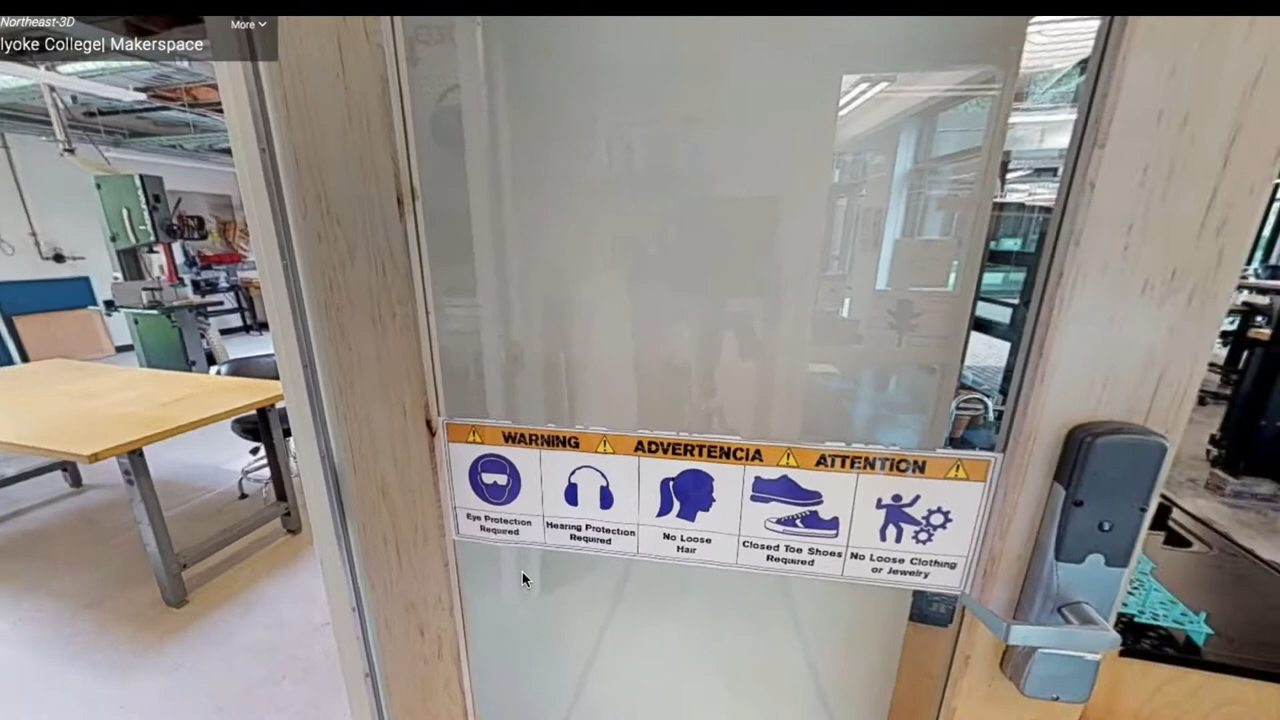 Northeast-3D
More
lyoke College| Makerspace
WARNING ADVERTENCIA ATTENTION
Eye Protection
Required
Hearing Protection
Required
No Loose
Hair
Closed Toe Shoes
Required
No Loose Clothing
or Jewelry